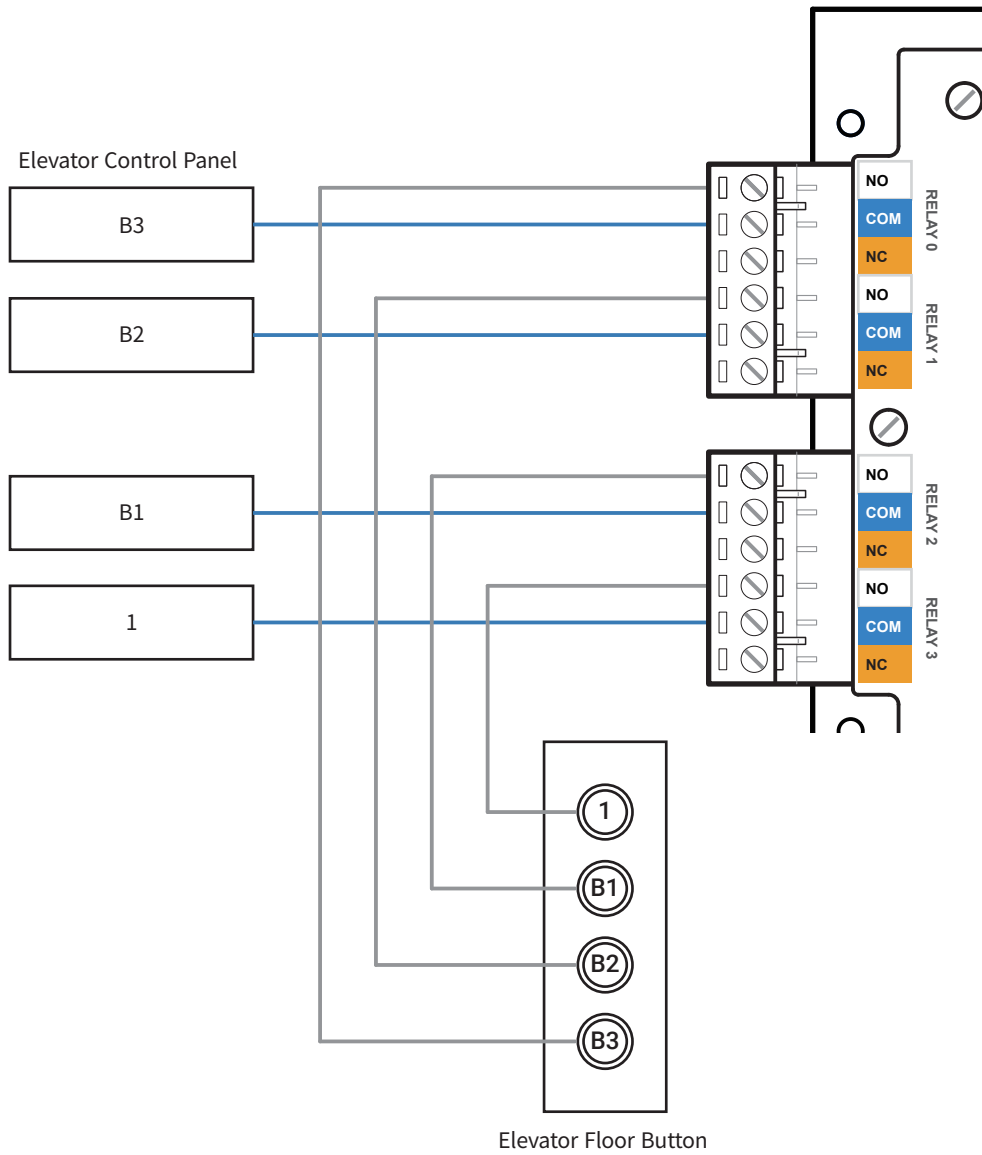 Elevator Control Panel
B3
B2
B1
1
NO
COM
NC
RELAY 0
NO
COM
NC
RELAY 1
NO
COM
NC
RELAY 2
NO
COM
NC
RELAY 3
1
B1
B2
B3
Elevator Floor Button